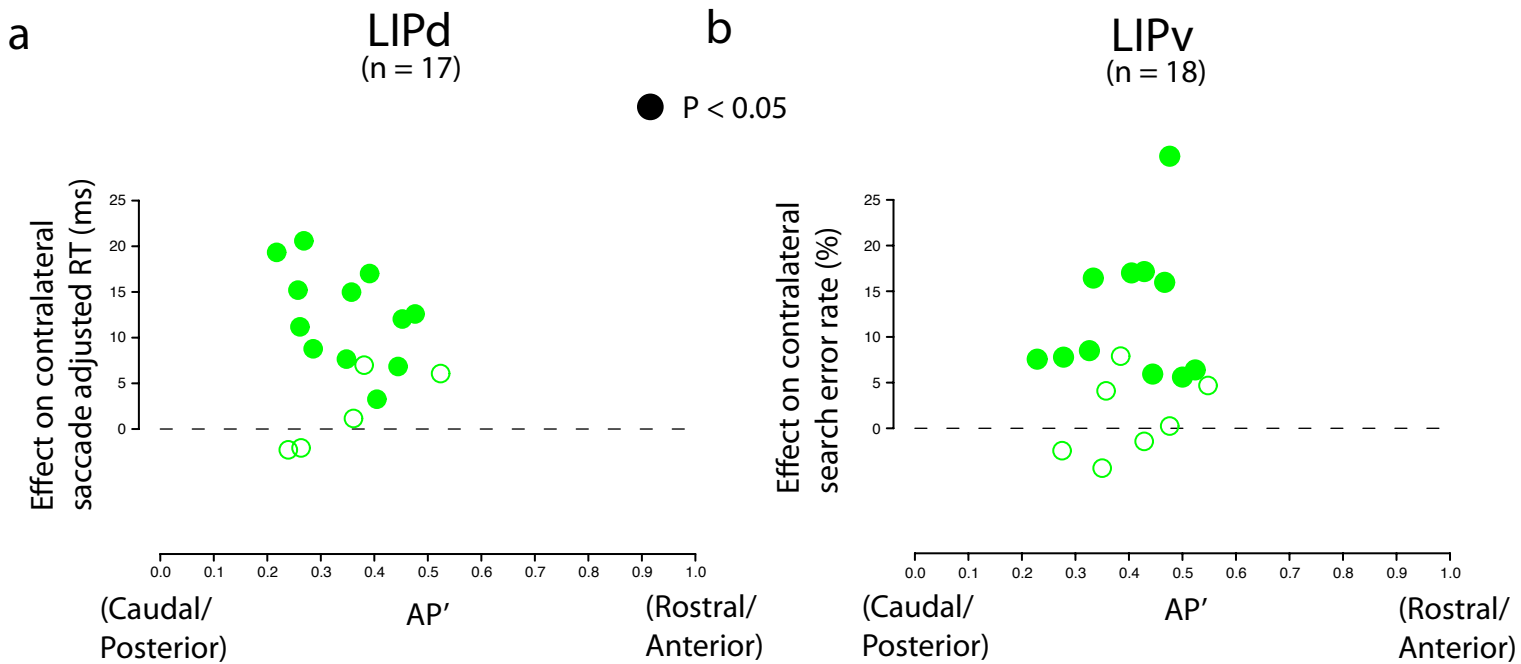 a
LIPd
(n = 17)
b
LIPv
(n = 18)
P < 0.05
Effect on contralateral
saccade adjusted RT (ms)
25
20
15
10
5
0
0.0 0.1 0.2 0.3 0.4 0.5 0.6 0.7 0.8 0.9 1.0
(Caudal/
Posterior)
AP’
(Rostral/
Anterior)
Effect on contralateral
search error rate (%)
25
20
15
10
5
0
0.0 0.1 0.2 0.3 0.4 0.5 0.6 0.7 0.8 0.9 1.0
(Caudal/
Posterior)
AP’
(Rostral/
Anterior)